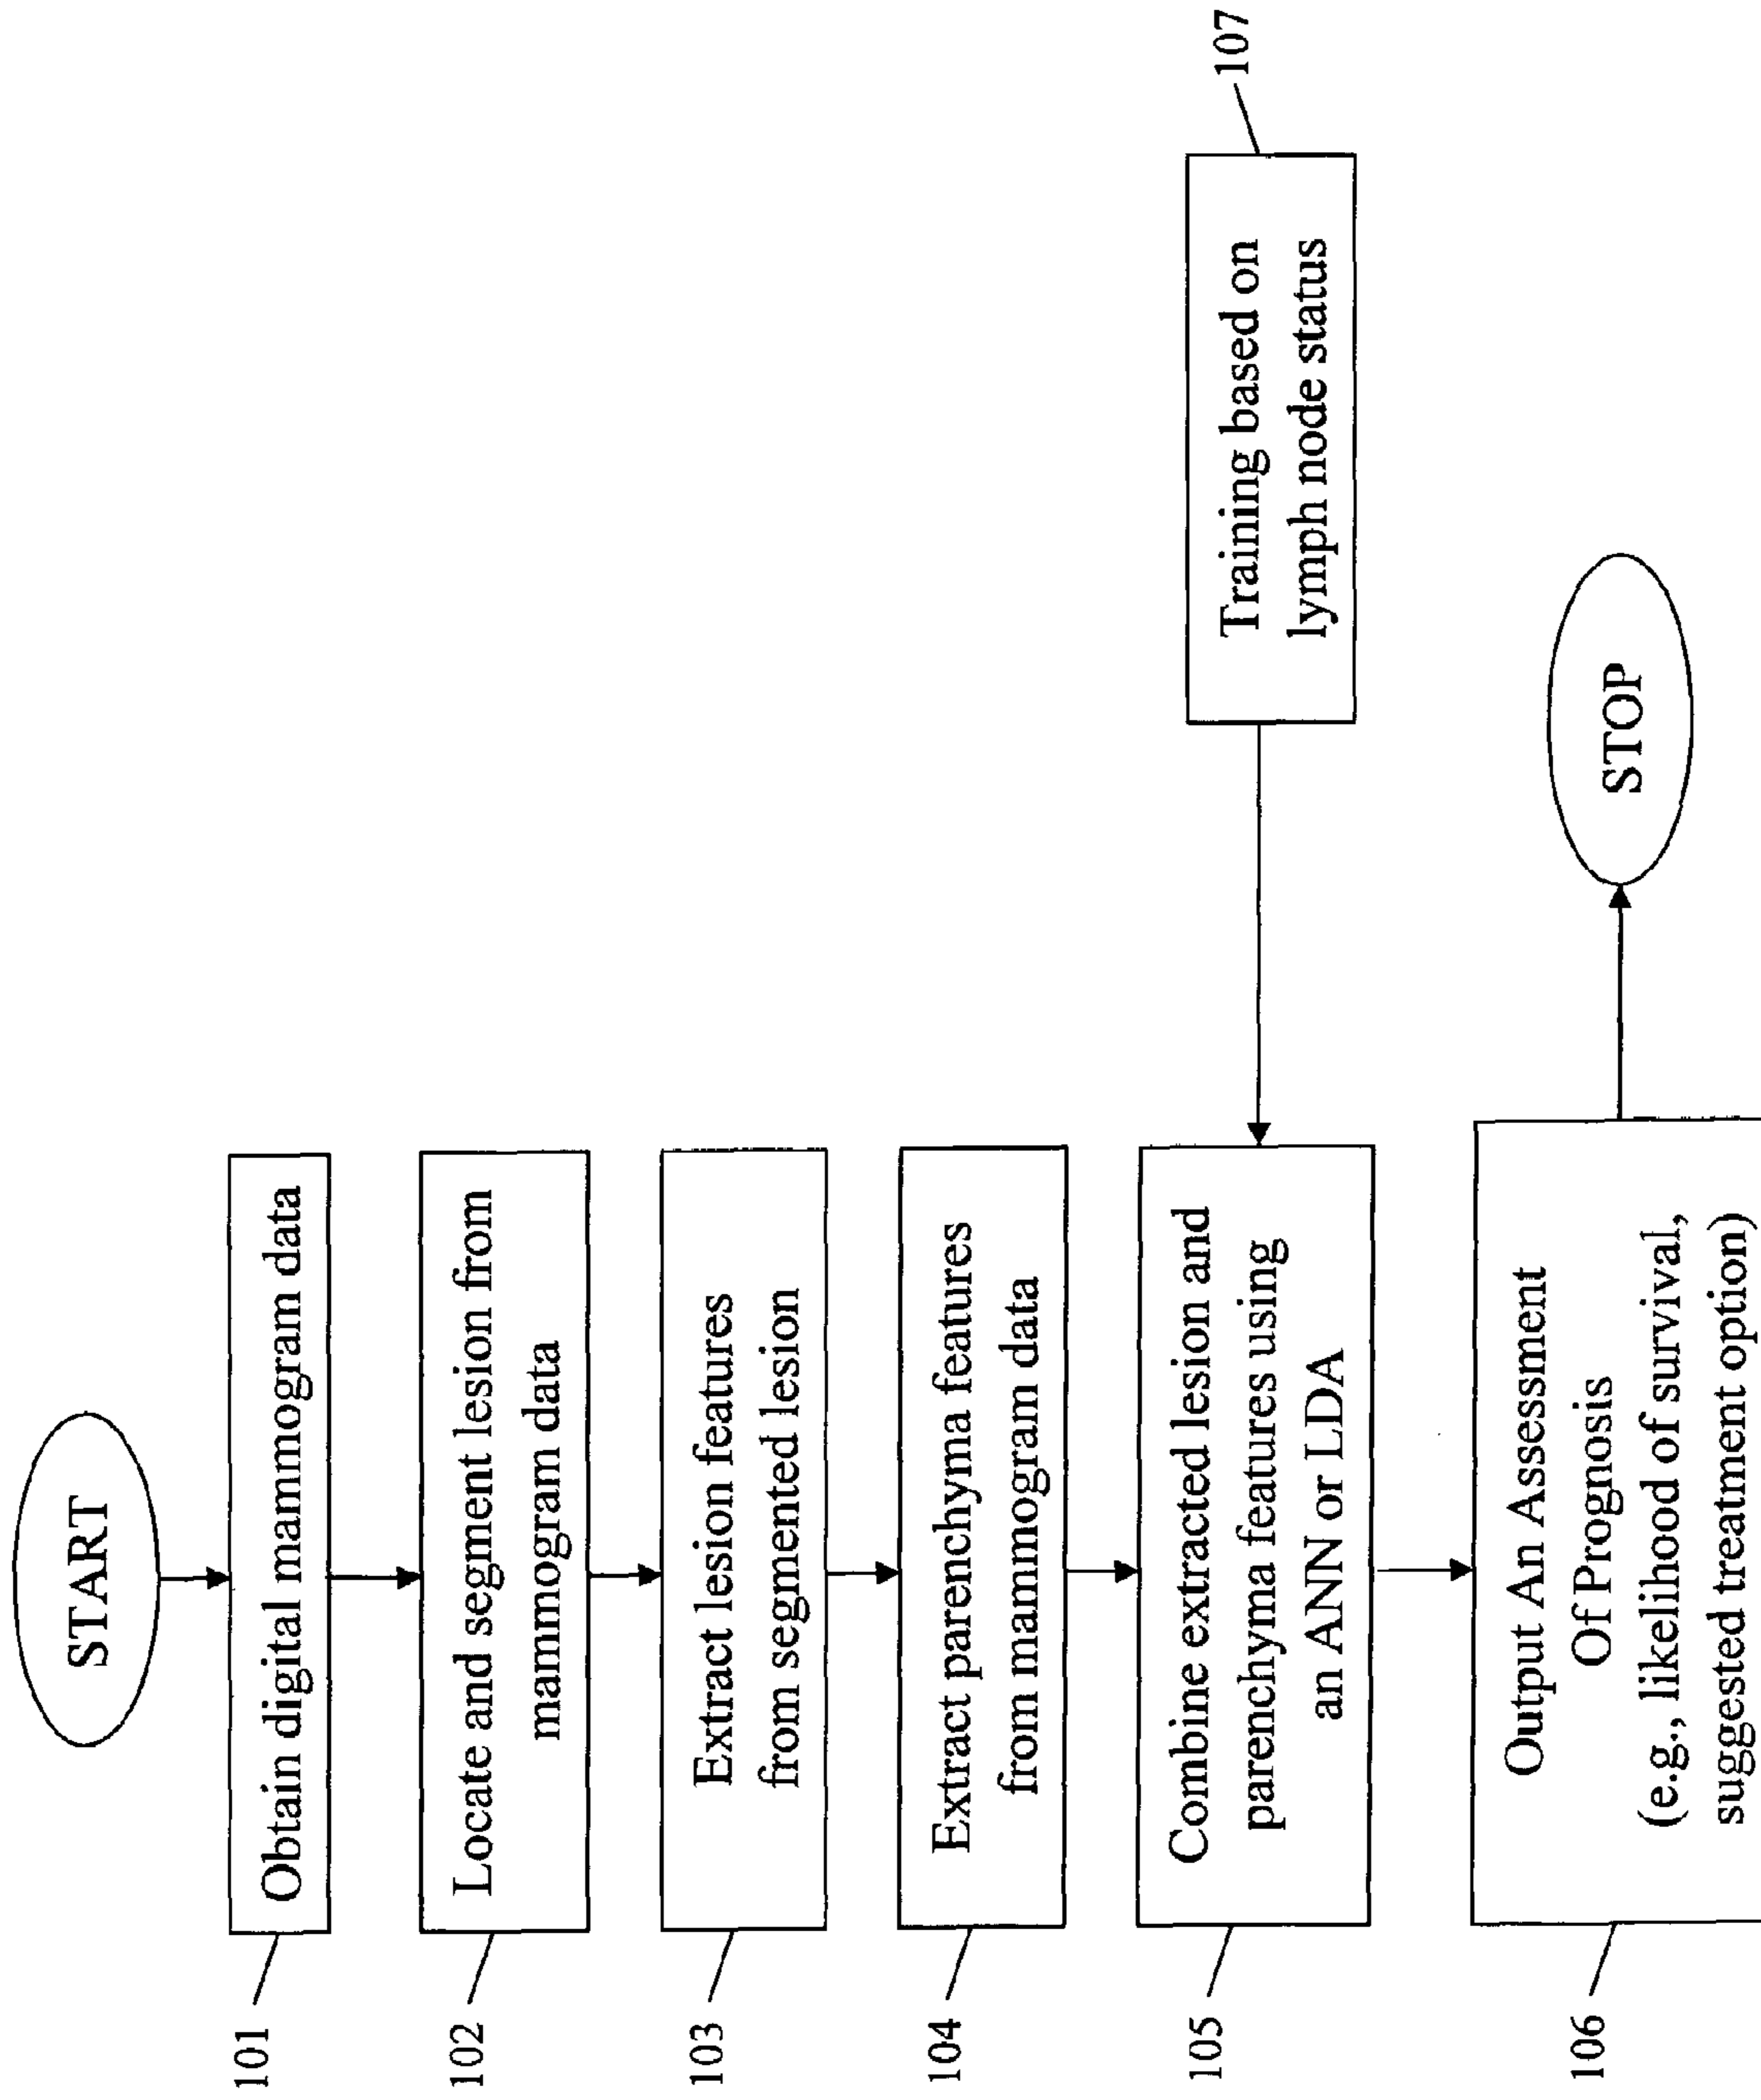 START
101
Obtain digital mammogram data
102
Locate and segment lesion from
mammogram data
103
Extract lesion features
from segmented lesion
104
Extract parenchyma features
from mammogram data
105
Combine extracted lesion and
parenchyma features using
an ANN or LDA
107
Training based on
lymph node status
106
Output An Assessment
Of Prognosis
(e.g., likelihood of survival,
suggested treatment option)
STOP